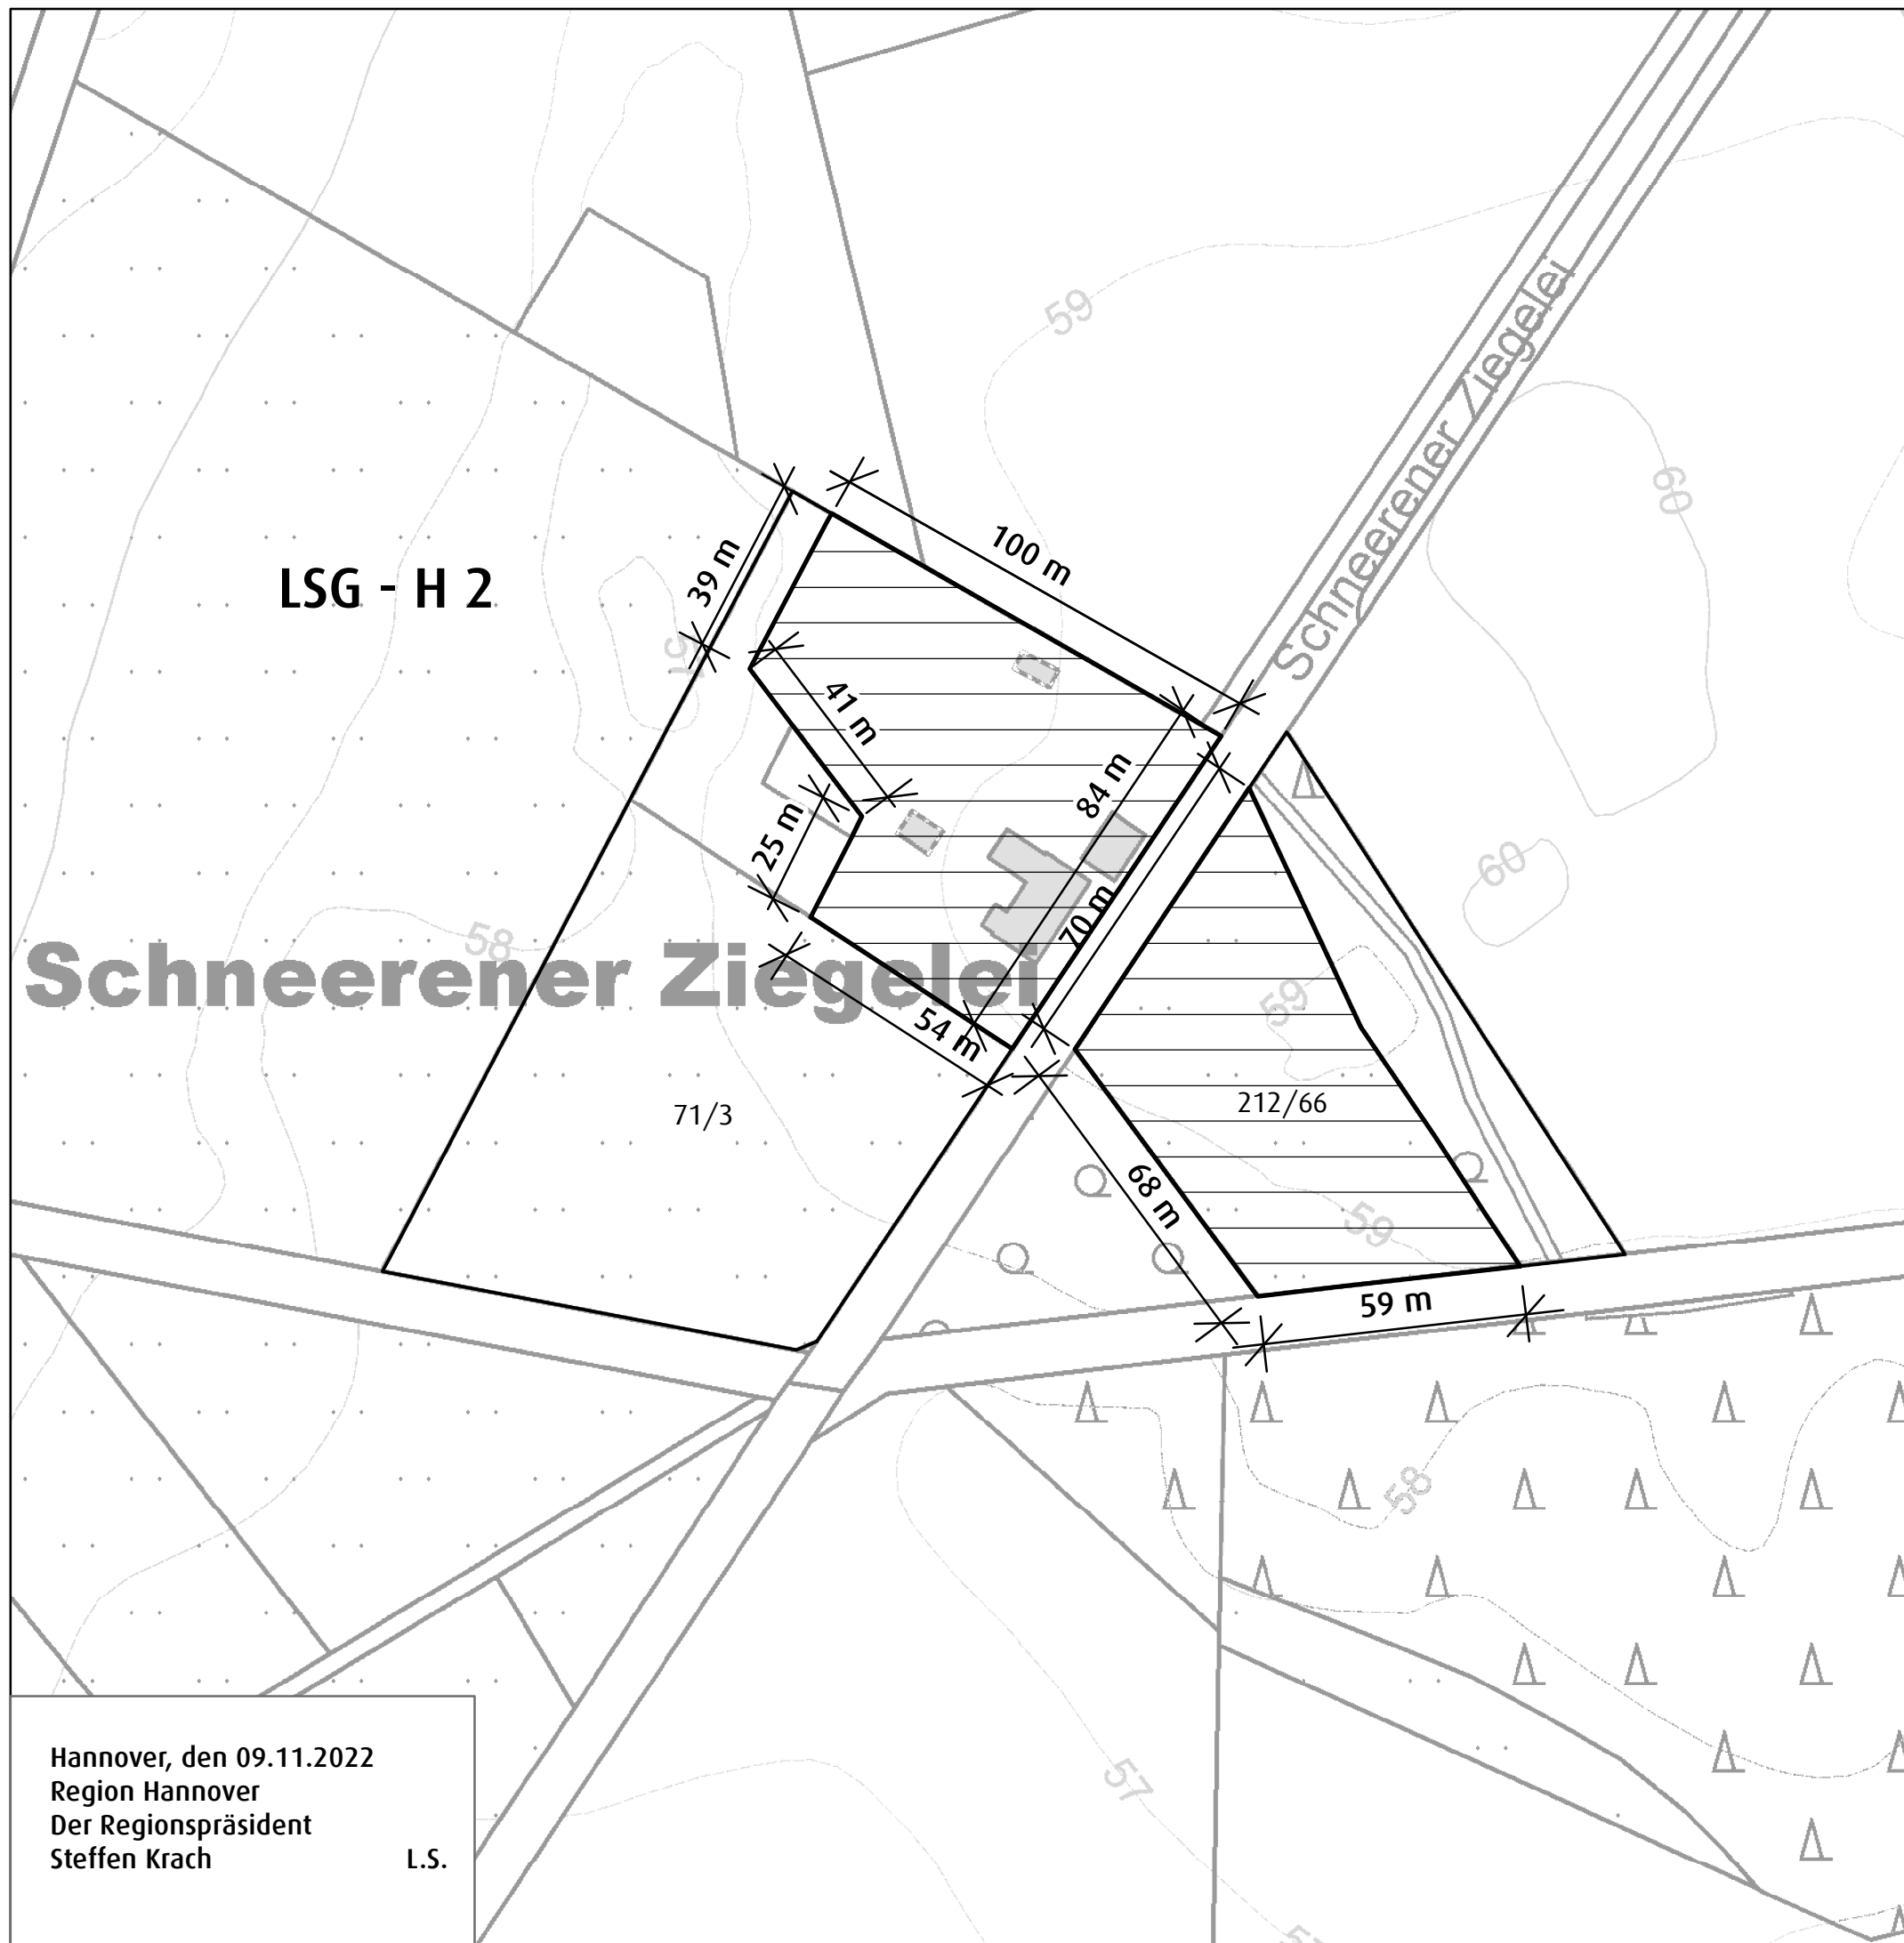 59
Schneerener Ziegelei
60
100 m
39 m
LSG - H 2
41 m
84 m
25 m
60
70 m
58
Schneerener Ziegelei
59
54 m
71/3
212/66
68 m
59
59 m
58
57
Hannover, den 09.11.2022
Region Hannover
Der Regionspräsident
Steffen Krach L.S.